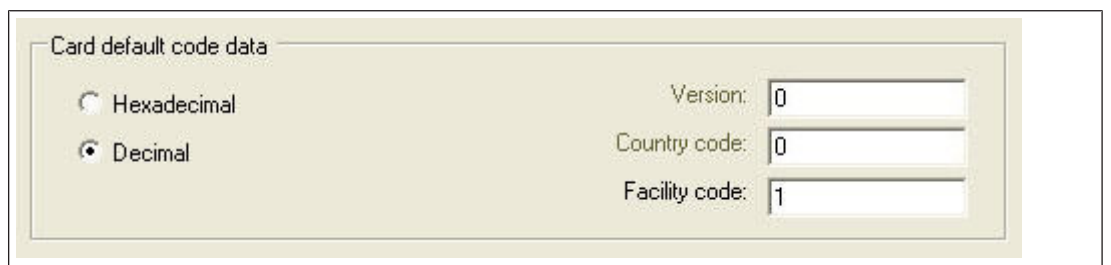 Card default code data
Hexadecimal
Version: 0
Decimal
Country code: 0
Facility code: 1